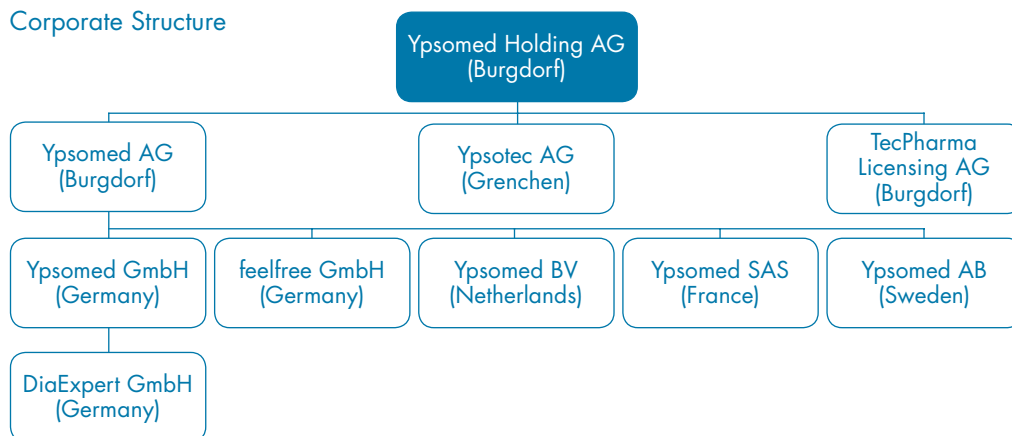 Corporate Structure
Ypsomed Holding AG
(Burgdorf)
Ypsomed AG
(Burgdorf)
Ypsotec AG
(Grenchen)
TecPharma
Licensing AG
(Burgdorf)
Ypsomed GmbH
(Germany)
feelfree GmbH
(Germany)
Ypsomed BV
(Netherlands)
Ypsomed SAS
(France)
Ypsomed AB
(Sweden)
DiaExpert GmbH
(Germany)